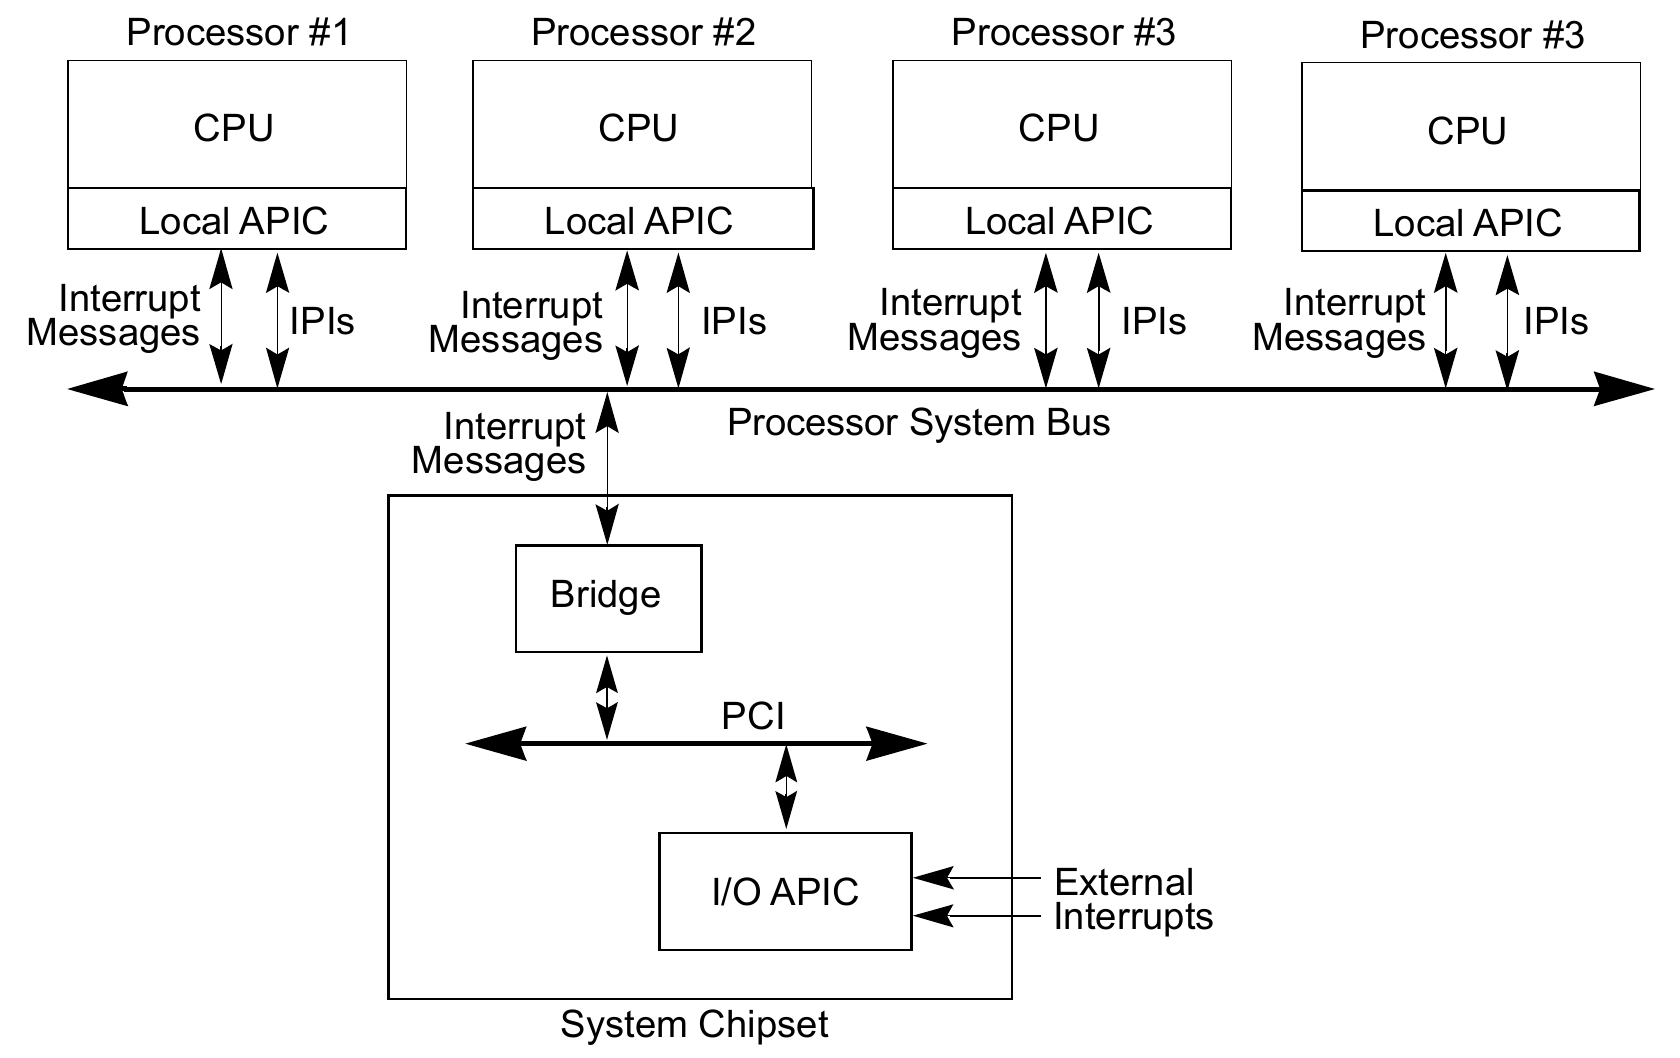 Processor #1
Processor #2
Processor #3
Processor #3
CPU
CPU
CPU
CPU
Local APIC
Local APIC
Local APIC
Local APIC
Interrupt
Messages
IPIs
Interrupt
Messages
IPIs
Interrupt
Messages
IPIs
Interrupt
Messages
IPIs
Processor System Bus
Interrupt
Messages
Bridge
PCI
I/O APIC
External
Interrupts
System Chipset